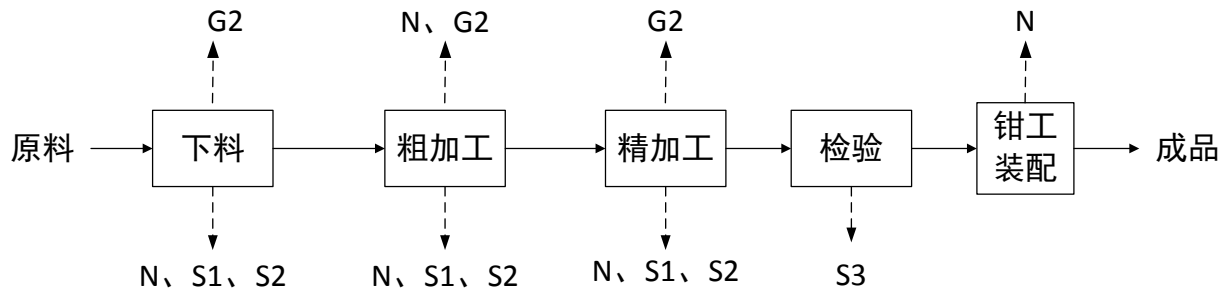 G2
N、G2
G2
N
原料
下料
粗加工
精加工
检验
钳工
装配
成品
N、S1、S2
N、S1、S2
N、S1、S2
S3